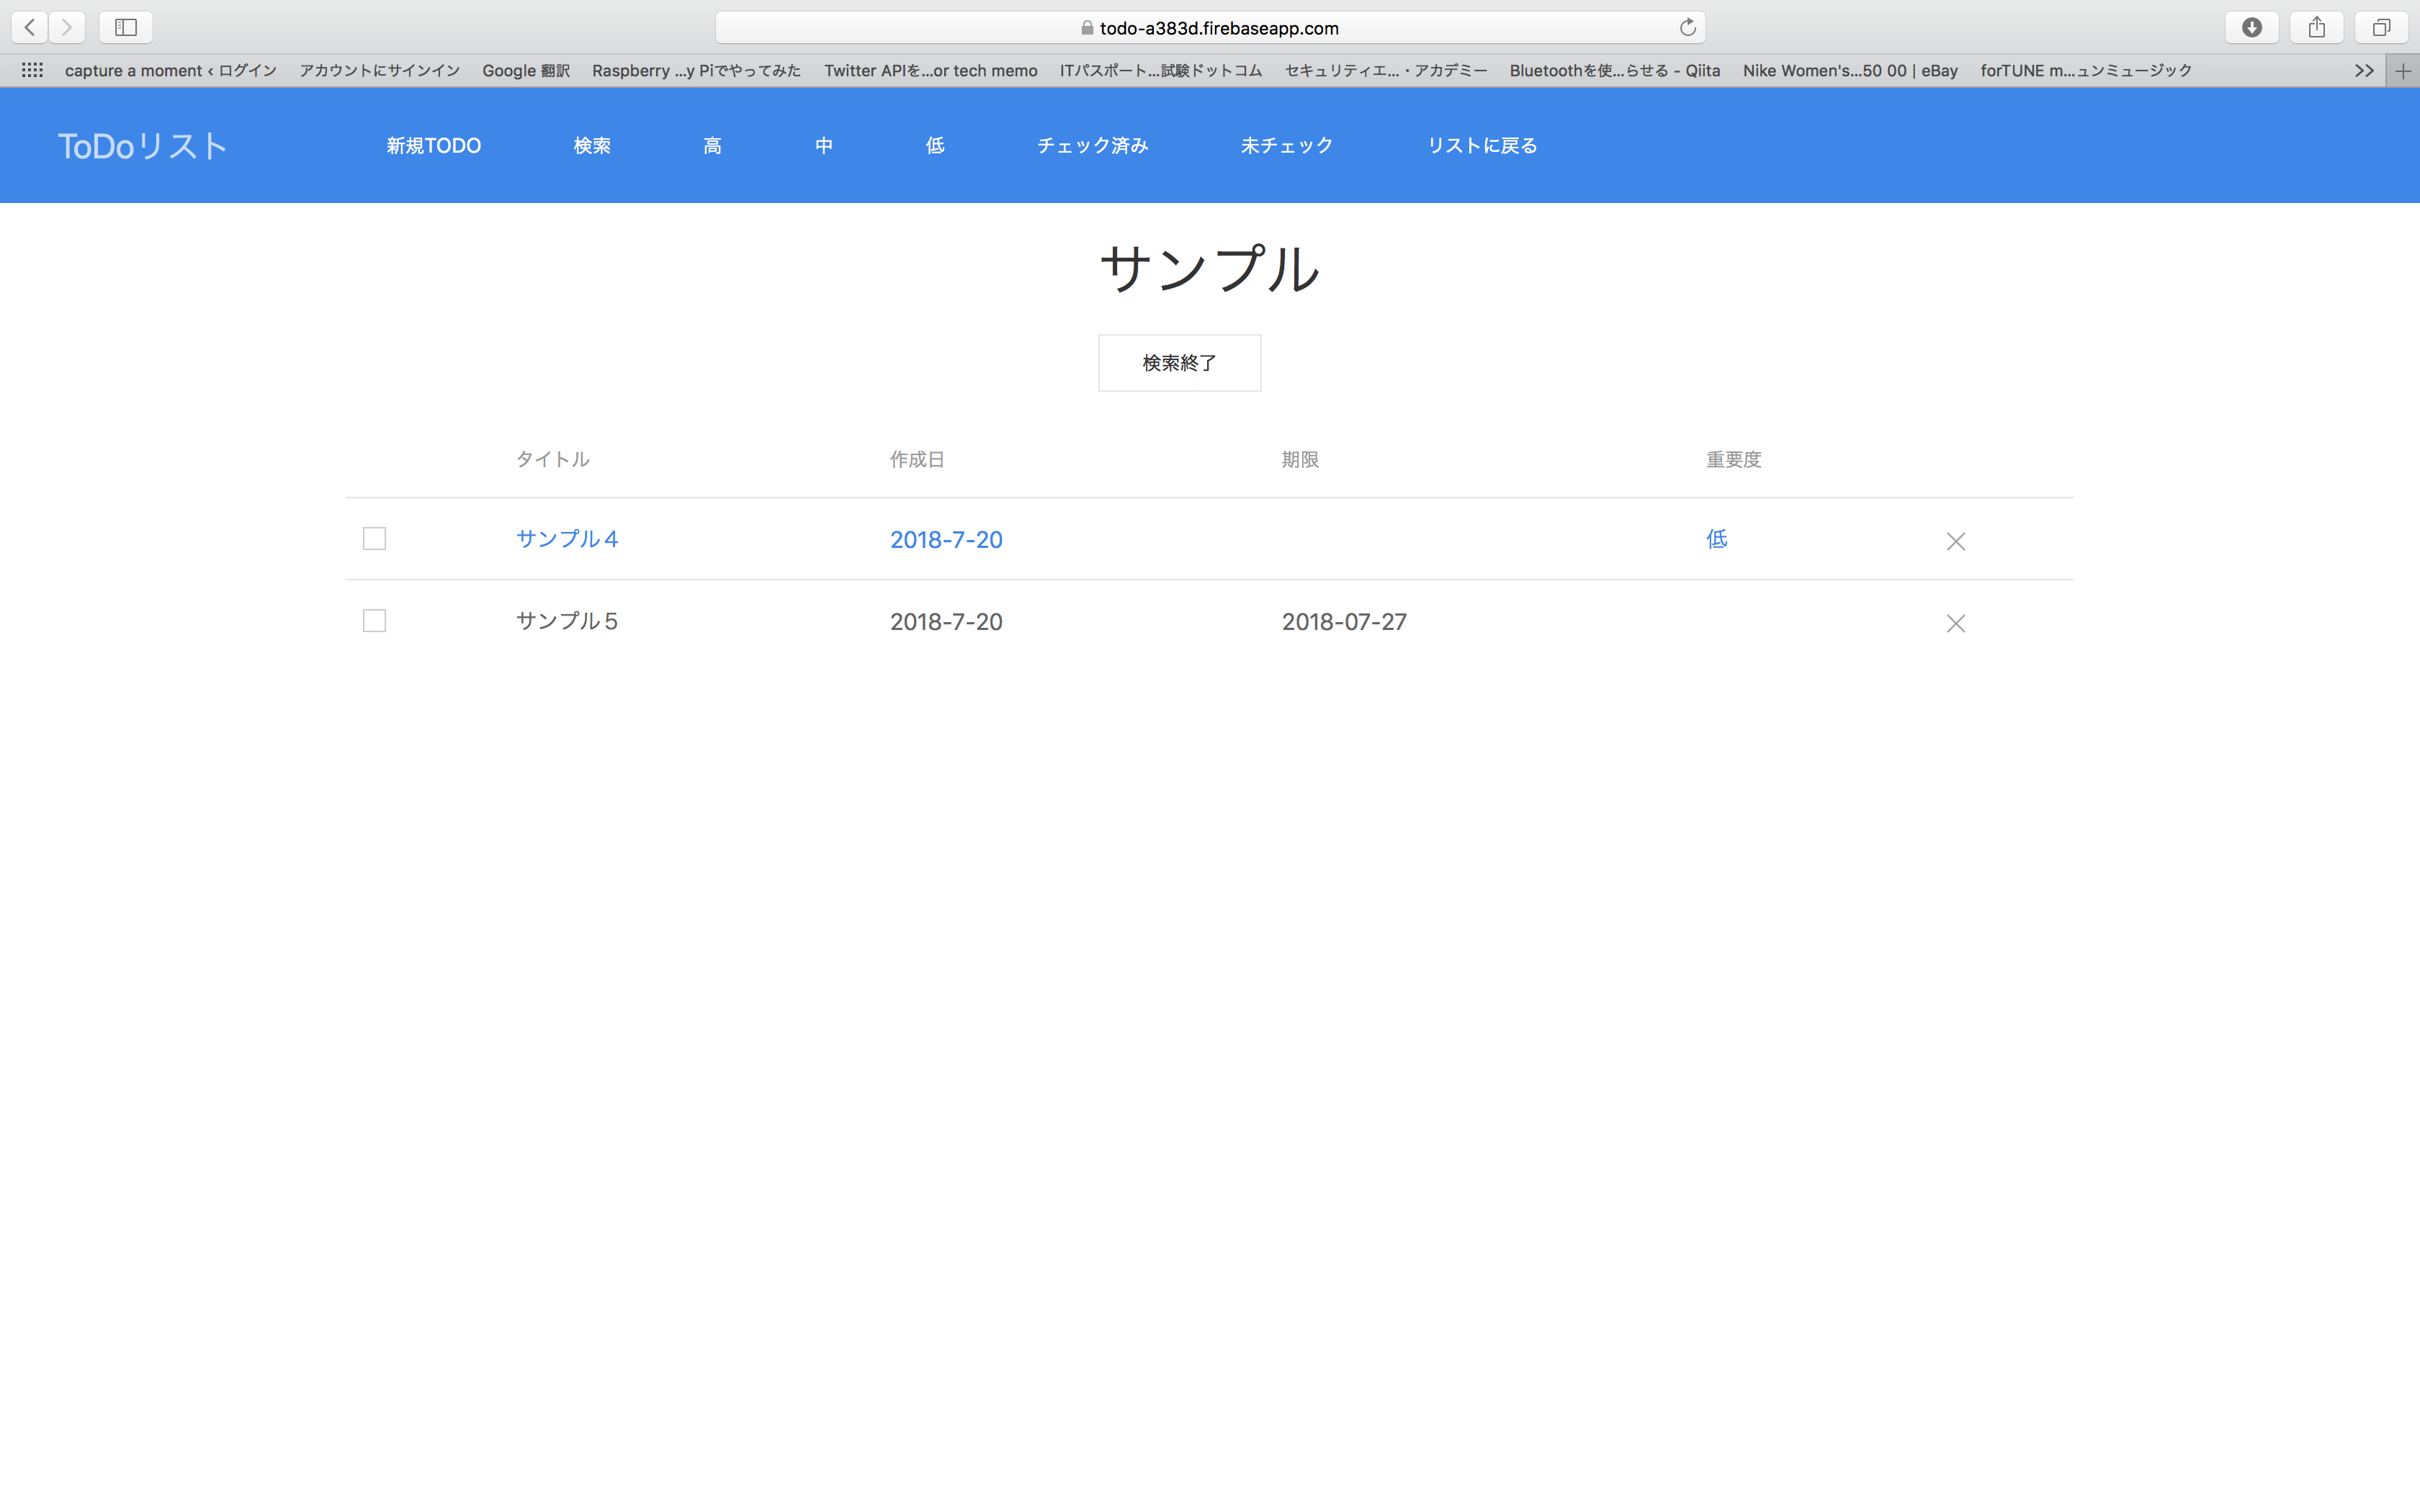 todo-a383d.firebaseapp.com
capture a moment ‹ ログイン アカウントにサインイン Google 翻訳 Raspberry ...y Piでやってみた Twitter APIを...or tech memo ITパスポート...試験ドットコム セキュリティエ...・アカデミー Bluetoothを使...らせる - Qiita Nike Women's...50 00 | eBay forTUNE m...ュンミュージック
ToDoリスト 新規TODO 検索 高 中 低 チェック済み 未チェック リストに戻る
サンプル
検索終了
タイトル 作成日 期限 重要度
サンプル４ 2018-7-20 低
サンプル５ 2018-7-20 2018-07-27